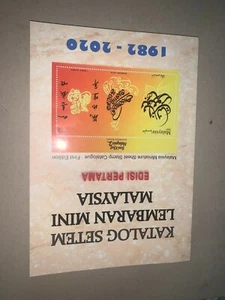 KATALOG SETEM
LEMBARAN MINI
MALAYSIA
EDISI PERTAMA
Malaysia Miniature Sheet Stamp Catalogue - First Edition
1982 - 2020